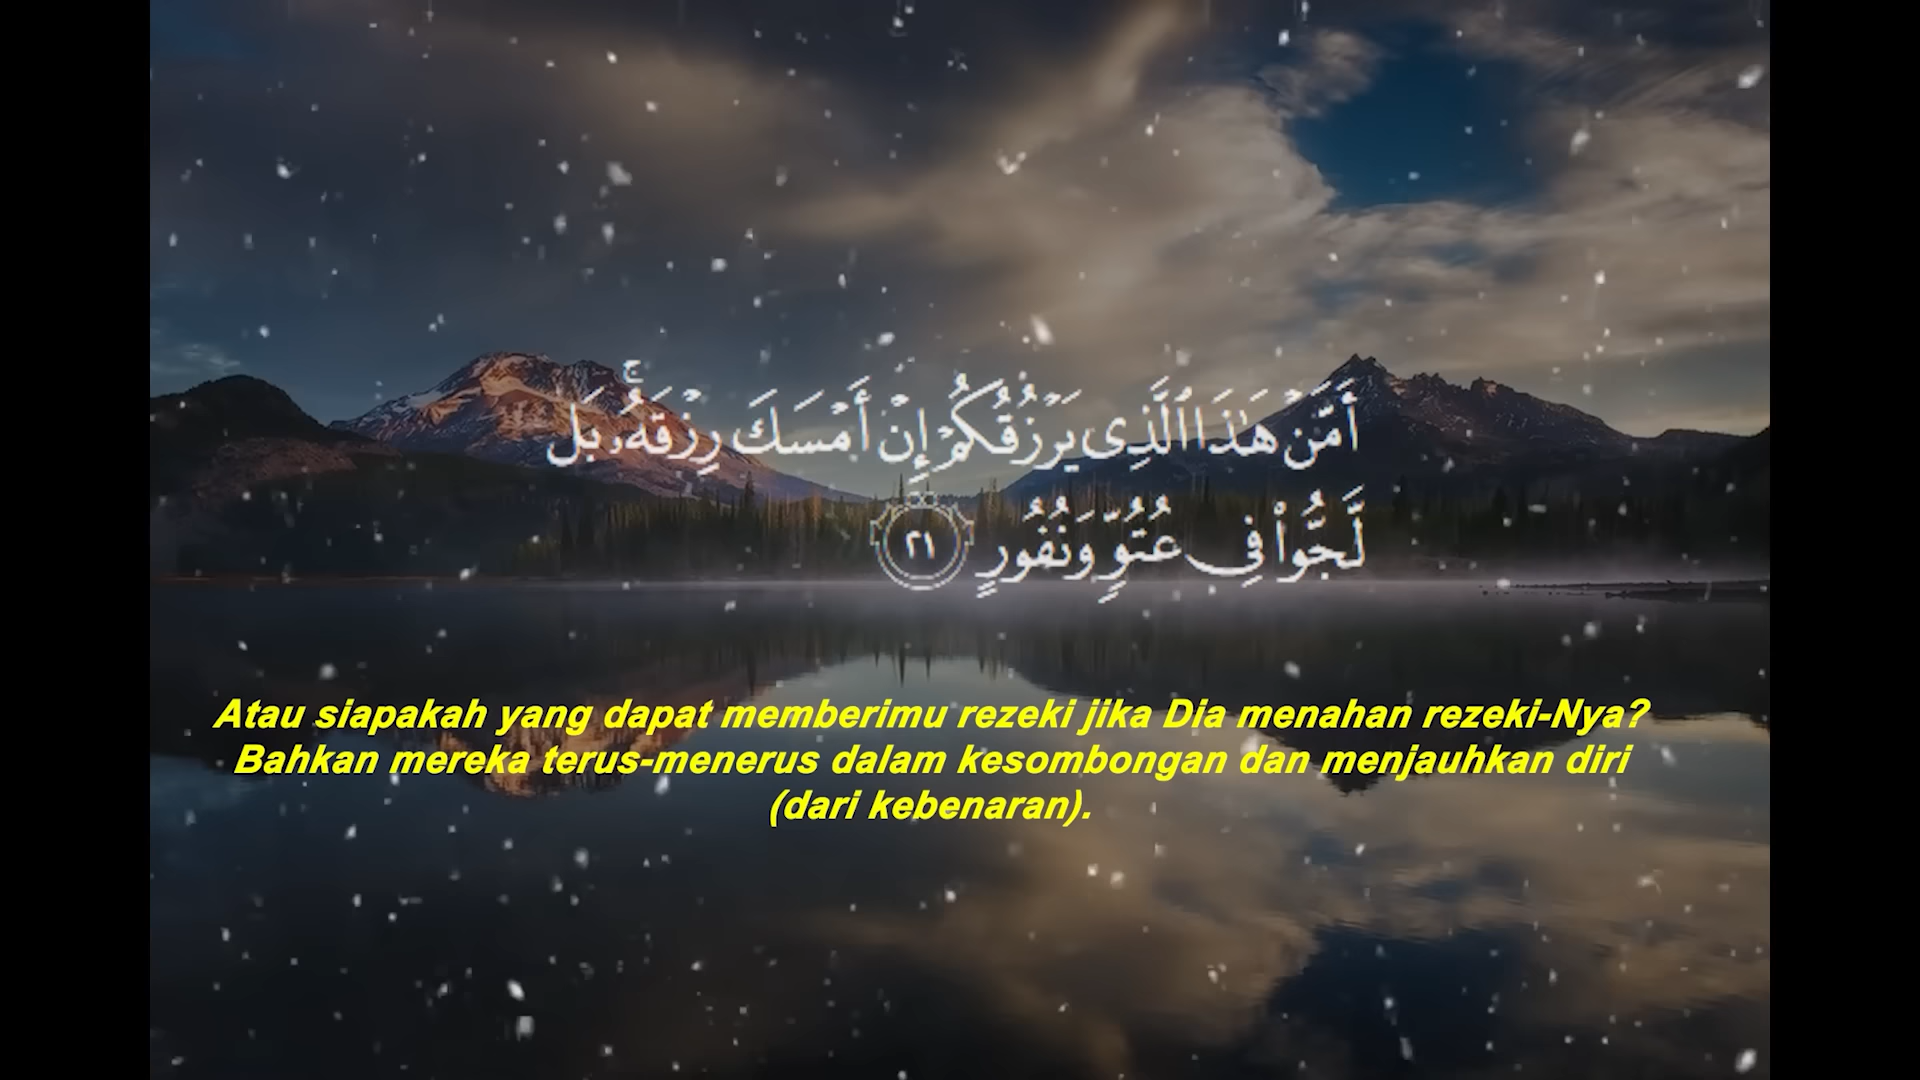 أَمَّنْ هَـٰذَا ٱلَّذِى يَرْزُقُكُمْ إِنْ أَمْسَكَ رِزْقَهُۥ ۚ بَل
لَّجُّوا۟ فِى عُتُوٍّ وَنُفُورٍ ٢١
Atau siapakah yang dapat memberimu rezeki jika Dia menahan rezeki-Nya?
Bahkan mereka terus-menerus dalam kesombongan dan menjauhkan diri
(dari kebenaran).